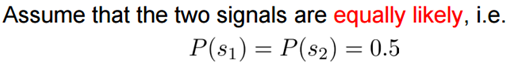 Assume that the two signals are equally likely, i.e.
P(s₁) = P(s₂) = 0.5